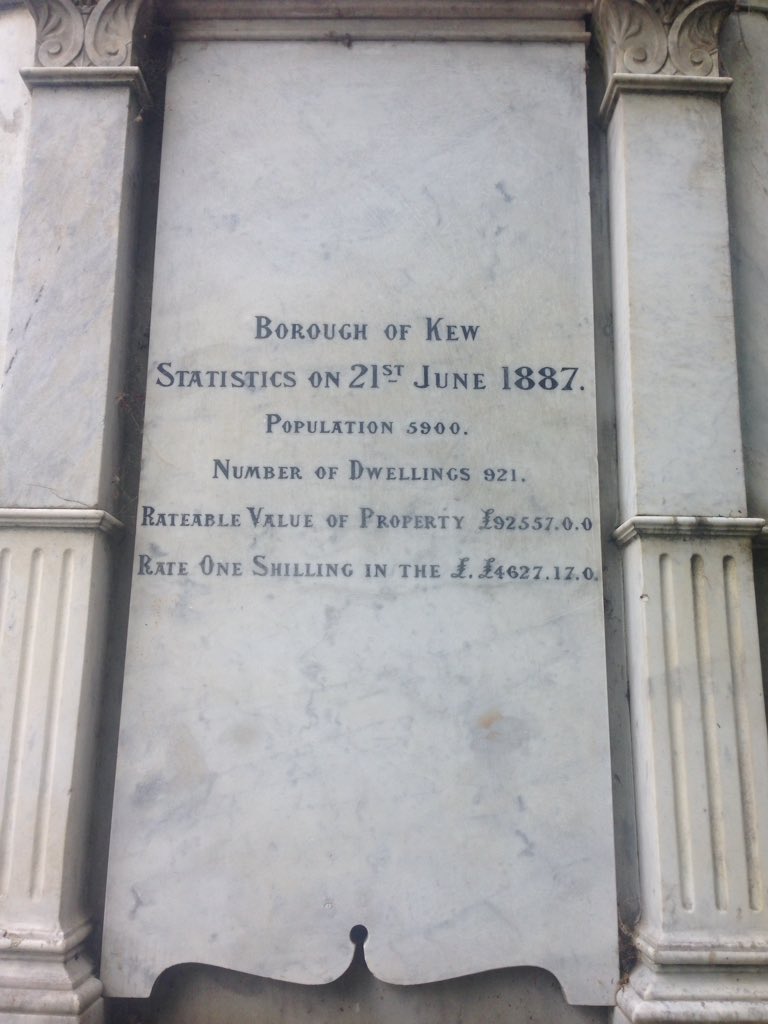 BOROUGH OF KEW
STATISTICS ON 21ST JUNE 1887.
POPULATION 5900.
NUMBER OF DWELLINGS 921.
RATEABLE VALUE OF PROPERTY £92557.0.0
RATE ONE SHILLING IN THE £. £4627.17.0.